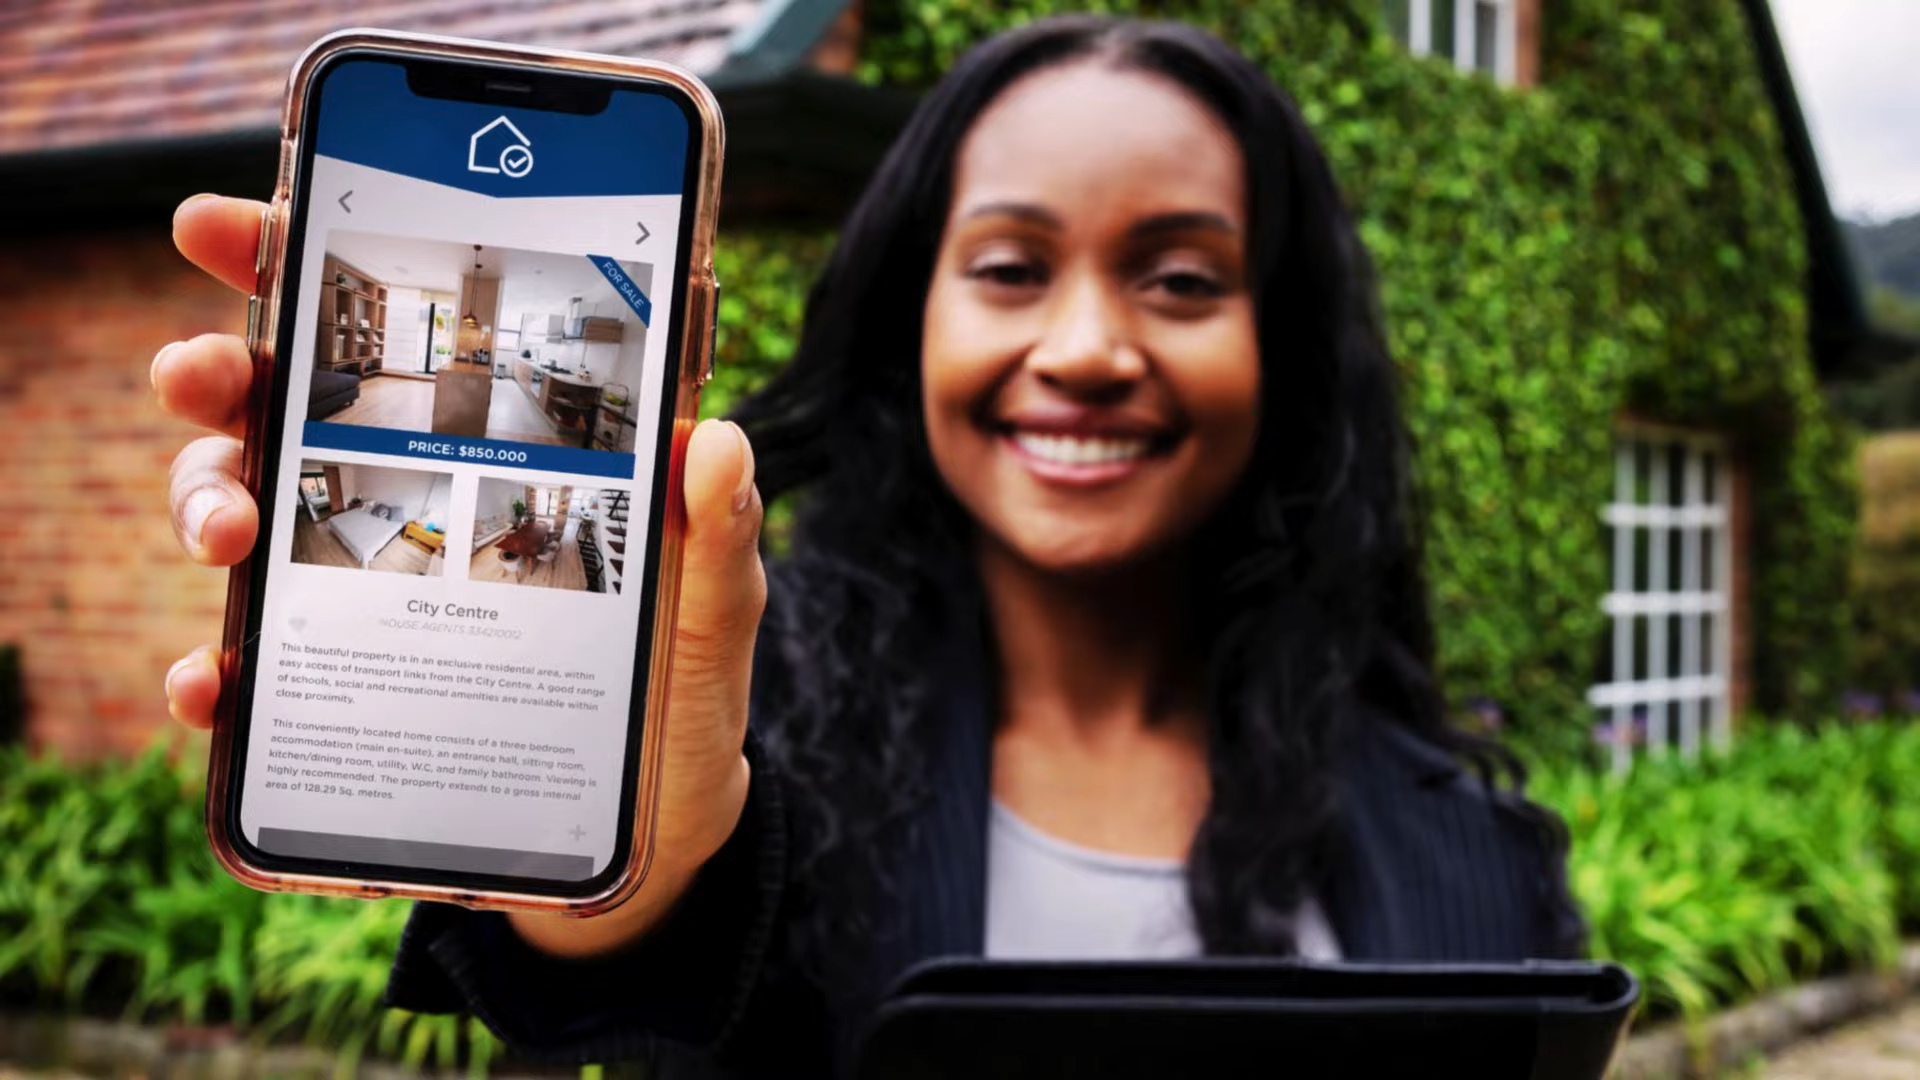 FOR SALE
PRICE: $850.000
City Centre
HOUSE AGENTS 334210012
This beautiful property is in an exclusive residental area, within
easy access of transport links from the City Centre. A good range
of schools, social and recreational amenities are available within
close proximity.
This conveniently located home consists of a three bedroom
accommodation (main en-suite), an entrance hall, sitting room,
kitchen/dining room, utility, W.C, and family bathroom. Viewing is
highly recommended. The property extends to a gross internal
area of 128.29 Sq. metres.